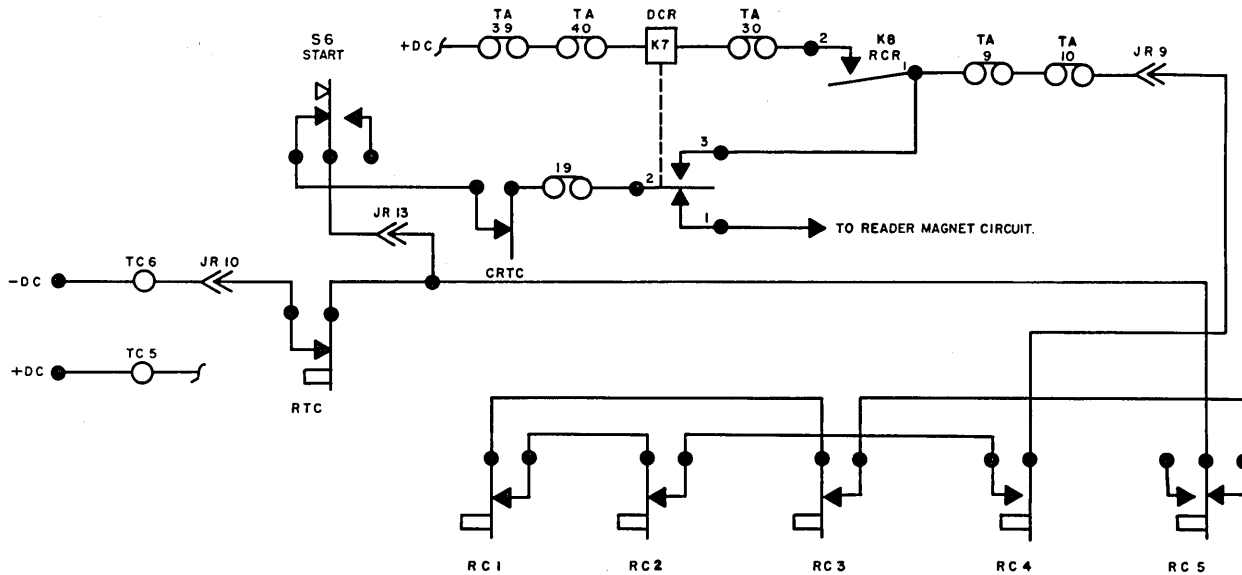 TA 39
TA 40
DCR
TA 30
S6 START
+DC
K7
2
K8 RCR
1
TA 9
TA 10
JR 9
3
19
2
JR 13
1
TO READER MAGNET CIRCUIT.
CRTC
-DC
TC 6
JR 10
+DC
TC 5
RTC
RC 1
RC 2
RC 3
RC 4
RC 5